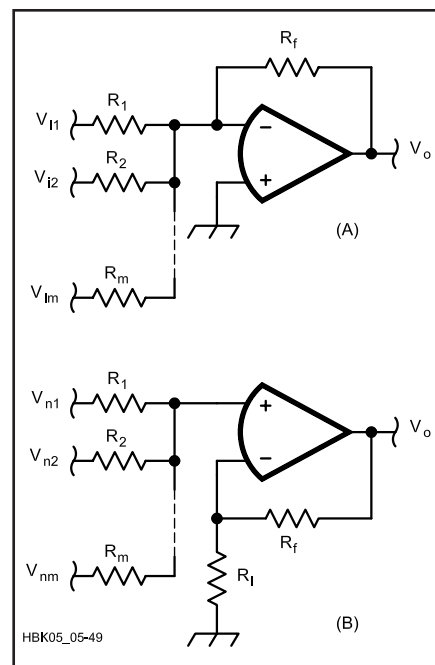 Rf
VI1
R1
−
Vo
Vi2
R2
+
(A)
VIm
Rm
Vn1
R1
+
Vo
Vn2
R2
−
Rf
Vnm
Rm
RI
(B)
HBK05_05-49